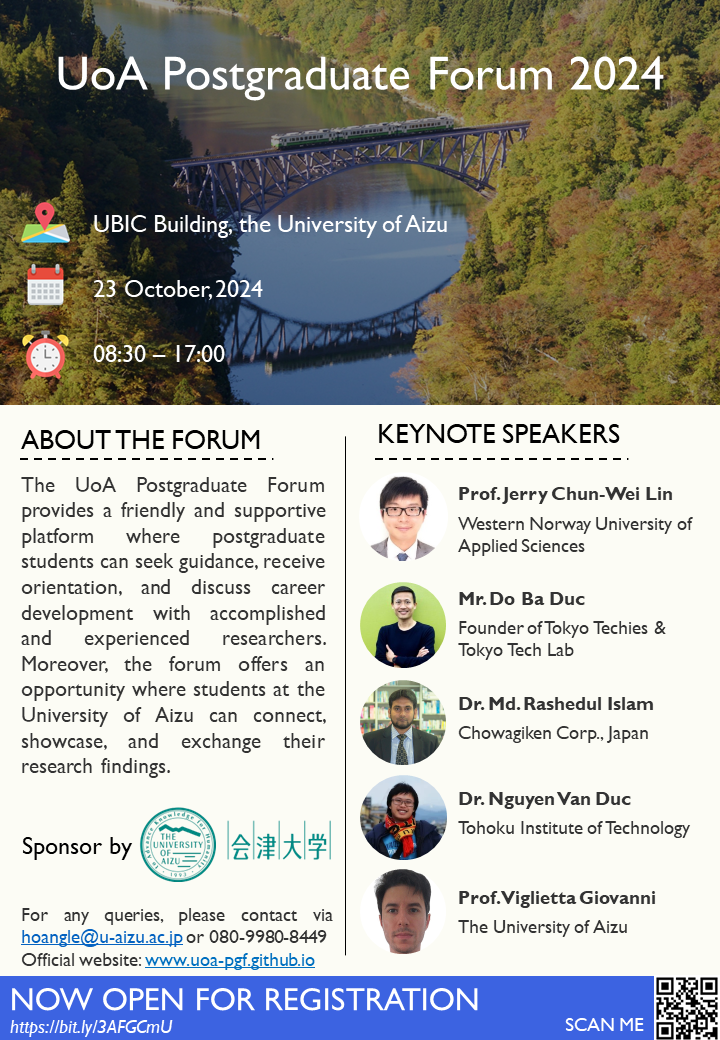 UoA Postgraduate Forum 2024
UBIC Building, the University of Aizu
23 October, 2024
08:30 – 17:00
ABOUT THE FORUM
The UoA Postgraduate Forum
provides a friendly and supportive
platform where postgraduate
students can seek guidance, receive
orientation, and discuss career
development with accomplished
and experienced researchers.
Moreover, the forum offers an
opportunity where students at the
University of Aizu can connect,
showcase, and exchange their
research findings.
Sponsor by
to Advance Knowledge for Humanity
THE
UNIVERSITY
OF
AIZU
1993
会津大学
For any queries, please contact via
hoangle@u-aizu.ac.jp or 080-9980-8449
Official website: www.uoa-pgf.github.io
KEYNOTE SPEAKERS
Prof. Jerry Chun-Wei Lin
Western Norway University of
Applied Sciences
Mr. Do Ba Duc
Founder of Tokyo Techies &
Tokyo Tech Lab
Dr. Md. Rashedul Islam
Chowagiken Corp., Japan
Dr. Nguyen Van Duc
Tohoku Institute of Technology
Prof. Viglietta Giovanni
The University of Aizu
NOW OPEN FOR REGISTRATION
https://bit.ly/3AFGCmU
SCAN ME